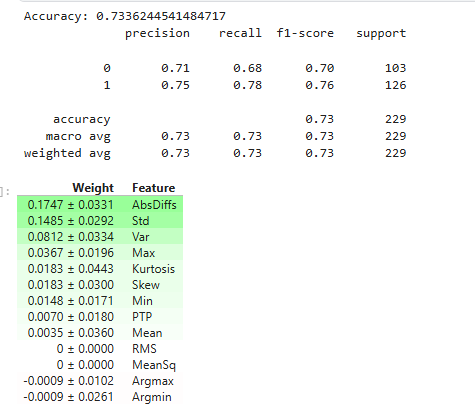 Accuracy: 0.7336244541484717
precision recall f1-score support
0 0.71 0.68 0.70 103
1 0.75 0.78 0.76 126
accuracy 0.73 229
macro avg 0.73 0.73 0.73 229
weighted avg 0.73 0.73 0.73 229
]:
Weight Feature
0.1747 ± 0.0331 AbsDiffs
0.1485 ± 0.0292 Std
0.0812 ± 0.0334 Var
0.0367 ± 0.0196 Max
0.0183 ± 0.0443 Kurtosis
0.0183 ± 0.0300 Skew
0.0148 ± 0.0171 Min
0.0070 ± 0.0180 PTP
0.0035 ± 0.0360 Mean
0 ± 0.0000 RMS
0 ± 0.0000 MeanSq
-0.0009 ± 0.0102 Argmax
-0.0009 ± 0.0261 Argmin